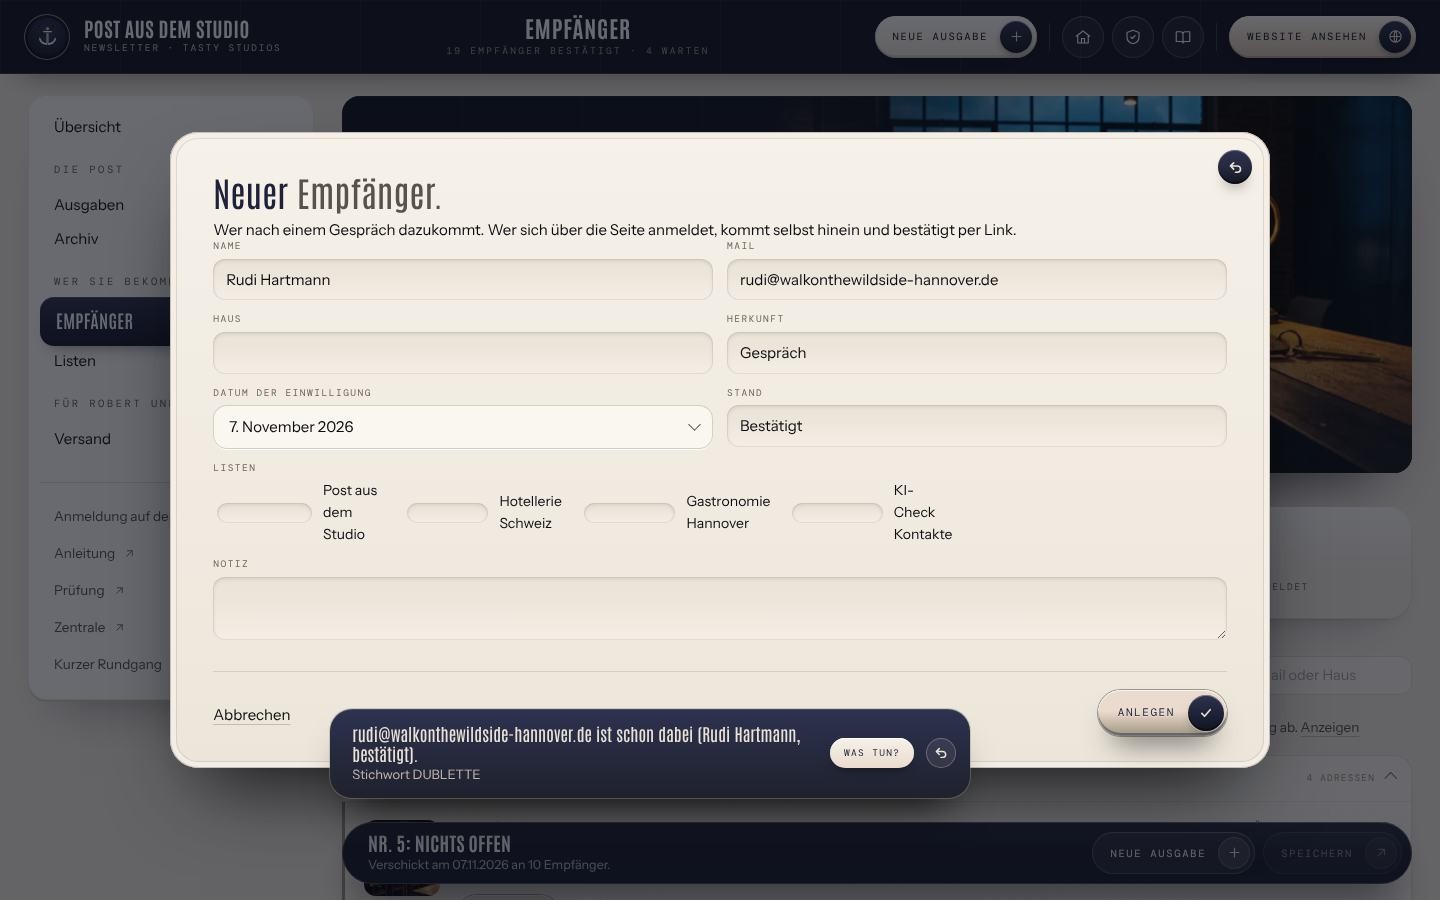 POST AUS DEM STUDIO
NEWSLETTER · TASTY STUDIOS
EMPFÄNGER
19 EMPFÄNGER BESTÄTIGT · 4 WARTEN
NEUE AUSGABE
WEBSITE ANSEHEN
Übersicht
DIE POST
Ausgaben
Archiv
WER SIE BEKOM
EMPFÄNGER
Listen
FÜR ROBERT UN
Versand
Anmeldung auf de
Anleitung
Prüfung
Zentrale
Kurzer Rundgang
Neuer Empfänger.
Wer nach einem Gespräch dazukommt. Wer sich über die Seite anmeldet, kommt selbst hinein und bestätigt per Link.
NAME
Rudi Hartmann
MAIL
rudi@walkonthewildside-hannover.de
HAUS
HERKUNFT
Gespräch
DATUM DER EINWILLIGUNG
7. November 2026
STAND
Bestätigt
LISTEN
Post aus
dem
Studio
Hotellerie
Schweiz
Gastronomie
Hannover
KI-
Check
Kontakte
NOTIZ
Abbrechen
ANLEGEN
ELDET
ail oder Haus
g ab. Anzeigen
4 ADRESSEN
rudi@walkonthewildside-hannover.de ist schon dabei (Rudi Hartmann,
bestätigt).
Stichwort DUBLETTE
WAS TUN?
NR. 5: NICHTS OFFEN
Verschickt am 07.11.2026 an 10 Empfänger.
NEUE AUSGABE
SPEICHERN